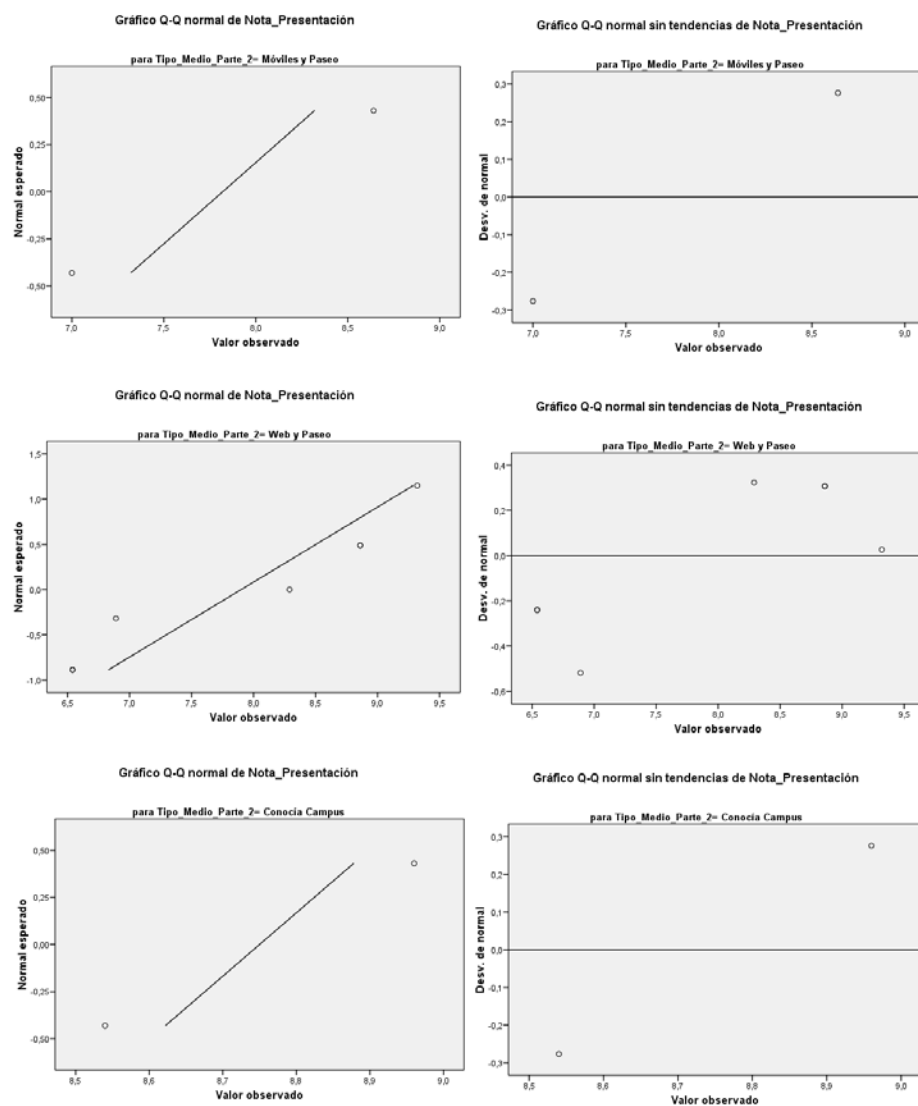 Gráfico Q-Q normal de Nota_Presentación
para Tipo_Medio_Parte_2= Móviles y Paseo
Normal esperado
0,50
0,25
0,00
-0,25
-0,50
7,0 7,5 8,0 8,5 9,0
Valor observado
Gráfico Q-Q normal sin tendencias de Nota_Presentación
para Tipo_Medio_Parte_2= Móviles y Paseo
Desv. de normal
0,3
0,2
0,1
0,0
-0,1
-0,2
-0,3
7,0 7,5 8,0 8,5 9,0
Valor observado
Gráfico Q-Q normal de Nota_Presentación
para Tipo_Medio_Parte_2= Web y Paseo
Normal esperado
1,5
1,0
0,5
0,0
-0,5
-1,0
6,5 7,0 7,5 8,0 8,5 9,0 9,5
Valor observado
Gráfico Q-Q normal sin tendencias de Nota_Presentación
para Tipo_Medio_Parte_2= Web y Paseo
Desv. de normal
0,4
0,2
0,0
-0,2
-0,4
-0,6
6,5 7,0 7,5 8,0 8,5 9,0 9,5
Valor observado
Gráfico Q-Q normal de Nota_Presentación
para Tipo_Medio_Parte_2= Conocía Campus
Normal esperado
0,50
0,25
0,00
-0,25
-0,50
8,5 8,6 8,7 8,8 8,9 9,0
Valor observado
Gráfico Q-Q normal sin tendencias de Nota_Presentación
para Tipo_Medio_Parte_2= Conocía Campus
Desv. de normal
0,3
0,2
0,1
0,0
-0,1
-0,2
-0,3
8,5 8,6 8,7 8,8 8,9 9,0
Valor observado